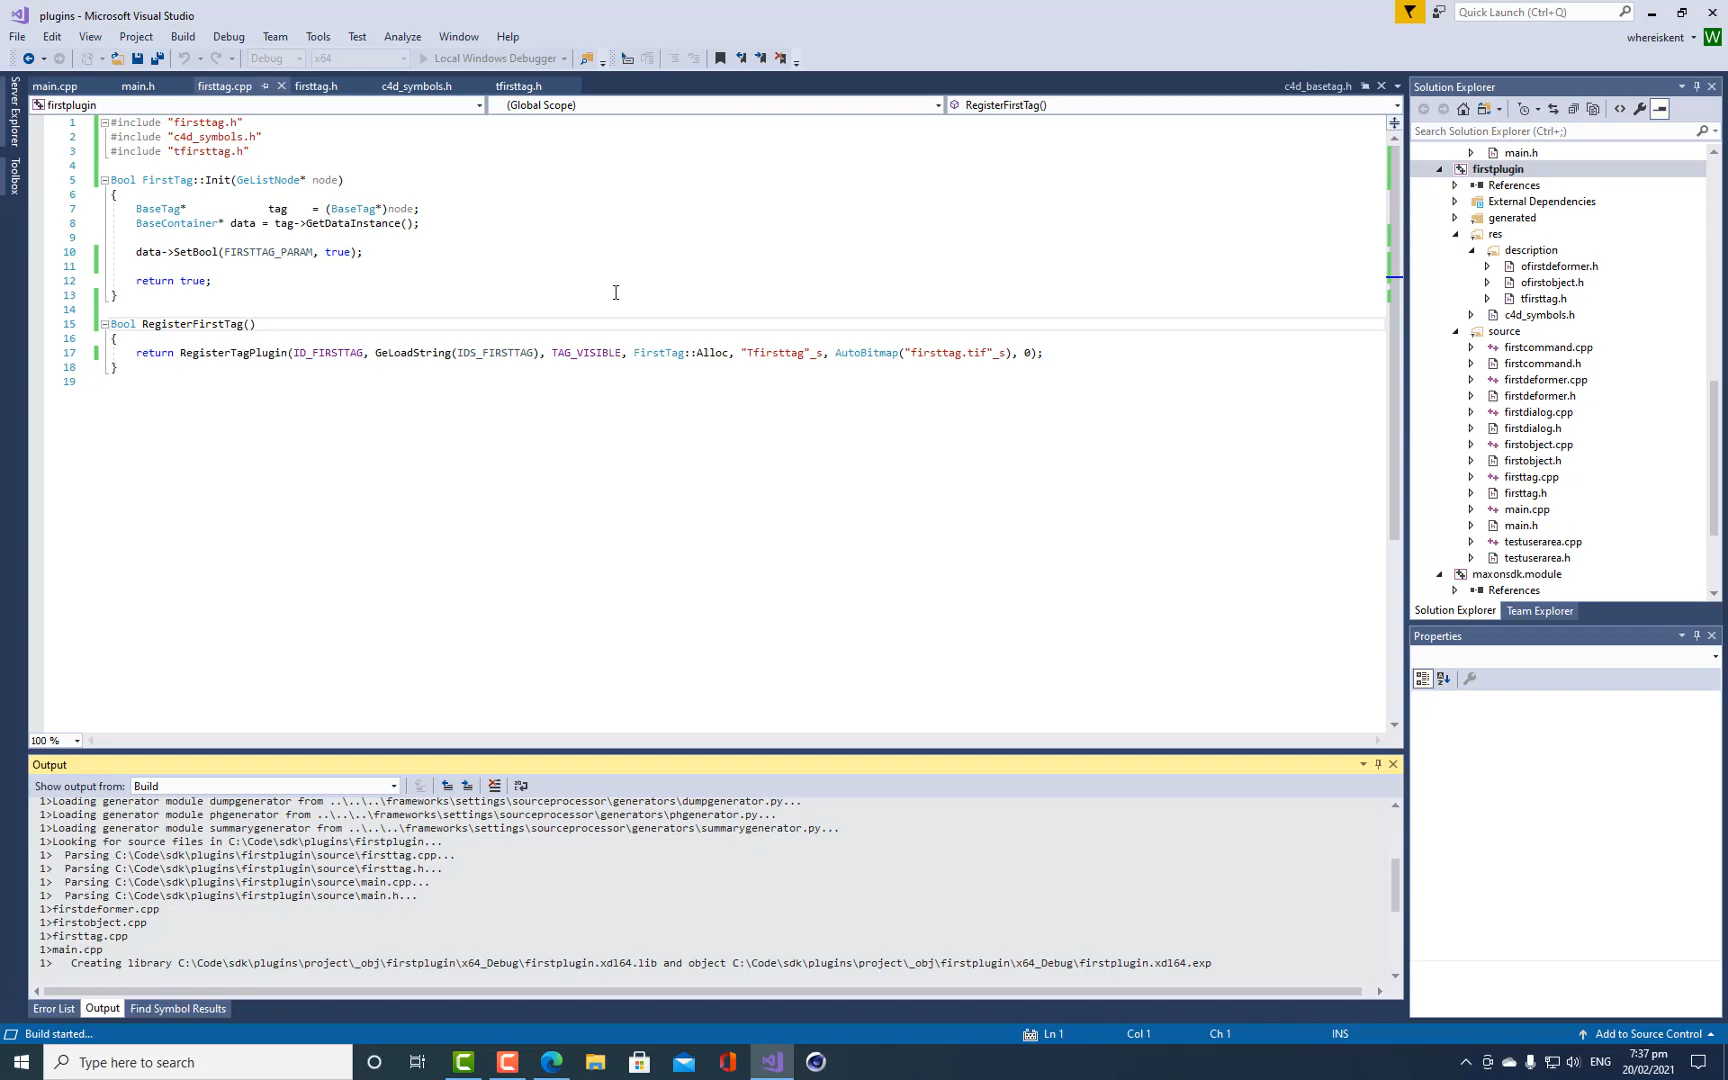 plugins - Microsoft Visual Studio
Quick Launch (Ctrl+Q)
File Edit View Project Build Debug Team Tools Test Analyze Window Help
whereiskent W
Debug x64 Local Windows Debugger
Server Explorer
Toolbox
main.cpp main.h firsttag.cpp firsttag.h c4d_symbols.h tfirsttag.h c4d_basetag.h
firstplugin (Global Scope) RegisterFirstTag()
1 #include "firsttag.h"
2 #include "c4d_symbols.h"
3 #include "tfirsttag.h"
4
5 Bool FirstTag::Init(GeListNode* node)
6 {
7 BaseTag* tag = (BaseTag*)node;
8 BaseContainer* data = tag->GetDataInstance();
9
10 data->SetBool(FIRSTTAG_PARAM, true);
11
12 return true;
13 }
14
15 Bool RegisterFirstTag()
16 {
17 return RegisterTagPlugin(ID_FIRSTTAG, GeLoadString(IDS_FIRSTTAG), TAG_VISIBLE, FirstTag::Alloc, "Tfirsttag"_s, AutoBitmap("firsttag.tif"_s), 0);
18 }
19
100 %
Solution Explorer
Search Solution Explorer (Ctrl+;)
main.h
firstplugin
References
External Dependencies
generated
res
description
ofirstdeformer.h
ofirstobject.h
tfirsttag.h
c4d_symbols.h
source
firstcommand.cpp
firstcommand.h
firstdeformer.cpp
firstdeformer.h
firstdialog.cpp
firstdialog.h
firstobject.cpp
firstobject.h
firsttag.cpp
firsttag.h
main.cpp
main.h
testuserarea.cpp
testuserarea.h
maxonsdk.module
References
Solution Explorer Team Explorer
Properties
Output
Show output from: Build
1>Loading generator module dumpgenerator from ..\..\..\frameworks\settings\sourceprocessor\generators\dumpgenerator.py...
1>Loading generator module phgenerator from ..\..\..\frameworks\settings\sourceprocessor\generators\phgenerator.py...
1>Loading generator module summarygenerator from ..\..\..\frameworks\settings\sourceprocessor\generators\summarygenerator.py...
1>Looking for source files in C:\Code\sdk\plugins\firstplugin...
1> Parsing C:\Code\sdk\plugins\firstplugin\source\firsttag.cpp...
1> Parsing C:\Code\sdk\plugins\firstplugin\source\firsttag.h...
1> Parsing C:\Code\sdk\plugins\firstplugin\source\main.cpp...
1> Parsing C:\Code\sdk\plugins\firstplugin\source\main.h...
1>firstdeformer.cpp
1>firstobject.cpp
1>firsttag.cpp
1>main.cpp
1> Creating library C:\Code\sdk\plugins\project\_obj\firstplugin\x64_Debug\firstplugin.xdl64.lib and object C:\Code\sdk\plugins\project\_obj\firstplugin\x64_Debug\firstplugin.xdl64.exp
Error List Output Find Symbol Results
Build started... Ln 1 Col 1 Ch 1 INS Add to Source Control
Type here to search
ENG
7:37 pm
20/02/2021